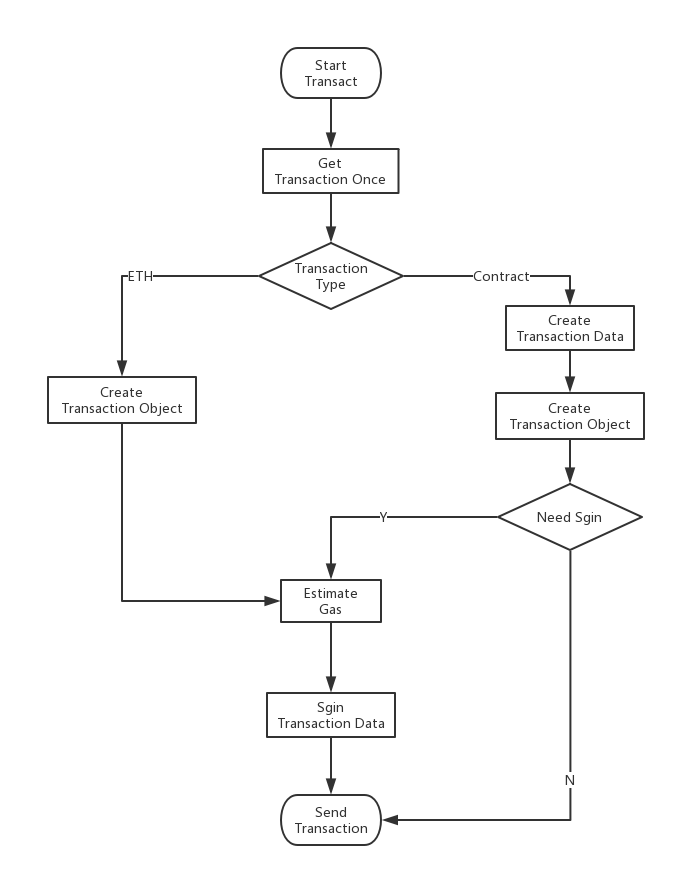 Start
Transact
Get
Transaction Once
Transaction
Type
ETH
Contract
Create
Transaction Data
Create
Transaction Object
Create
Transaction Object
Need Sgin
Y
Estimate
Gas
Sgin
Transaction Data
N
Send
Transaction